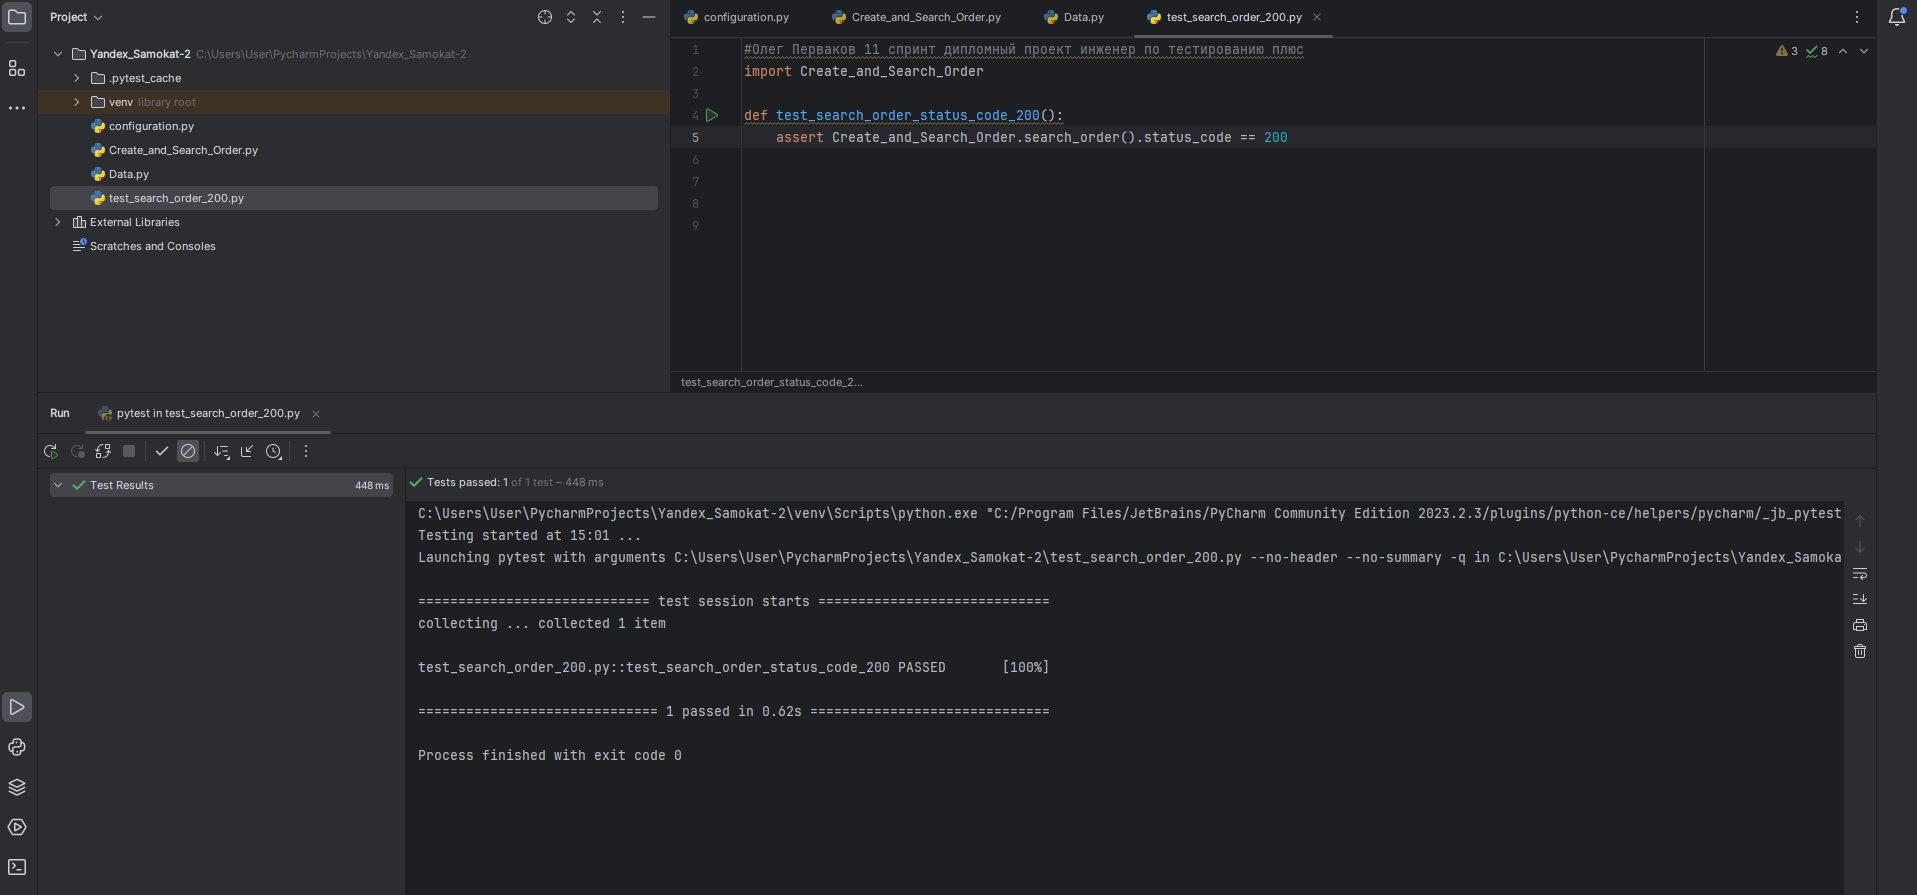 Project
Yandex_Samokat-2 C:\Users\User\PycharmProjects\Yandex_Samokat-2
.pytest_cache
venv library root
configuration.py
Create_and_Search_Order.py
Data.py
test_search_order_200.py
External Libraries
Scratches and Consoles
configuration.py Create_and_Search_Order.py Data.py test_search_order_200.py
3 8
1 #Олег Перваков 11 спринт дипломный проект инженер по тестированию плюс
2 import Create_and_Search_Order
3
4 def test_search_order_status_code_200():
5 assert Create_and_Search_Order.search_order().status_code == 200
6
7
8
9
test_search_order_status_code_2...
Run pytest in test_search_order_200.py
Test Results 448 ms
Tests passed: 1 of 1 test – 448 ms
C:\Users\User\PycharmProjects\Yandex_Samokat-2\venv\Scripts\python.exe "C:/Program Files/JetBrains/PyCharm Community Edition 2023.2.3/plugins/python-ce/helpers/pycharm/_jb_pytest
Testing started at 15:01 ...
Launching pytest with arguments C:\Users\User\PycharmProjects\Yandex_Samokat-2\test_search_order_200.py --no-header --no-summary -q in C:\Users\User\PycharmProjects\Yandex_Samoka
============================= test session starts =============================
collecting ... collected 1 item
test_search_order_200.py::test_search_order_status_code_200 PASSED [100%]
============================== 1 passed in 0.62s ==============================
Process finished with exit code 0